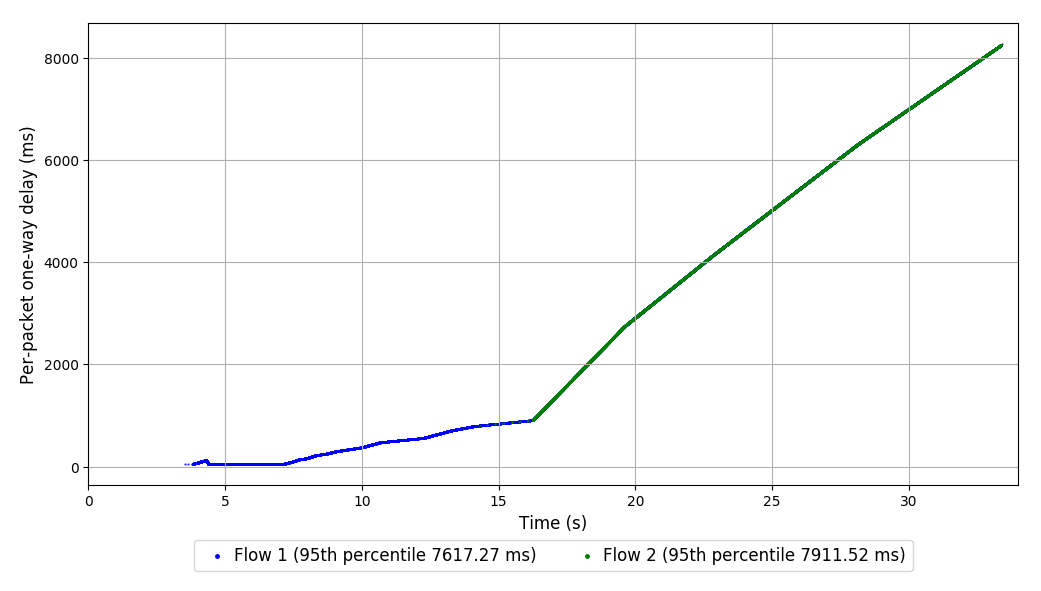 Per-packet one-way delay (ms)
8000
6000
4000
2000
0
0 5 10 15 20 25 30
Time (s)
Flow 1 (95th percentile 7617.27 ms) Flow 2 (95th percentile 7911.52 ms)